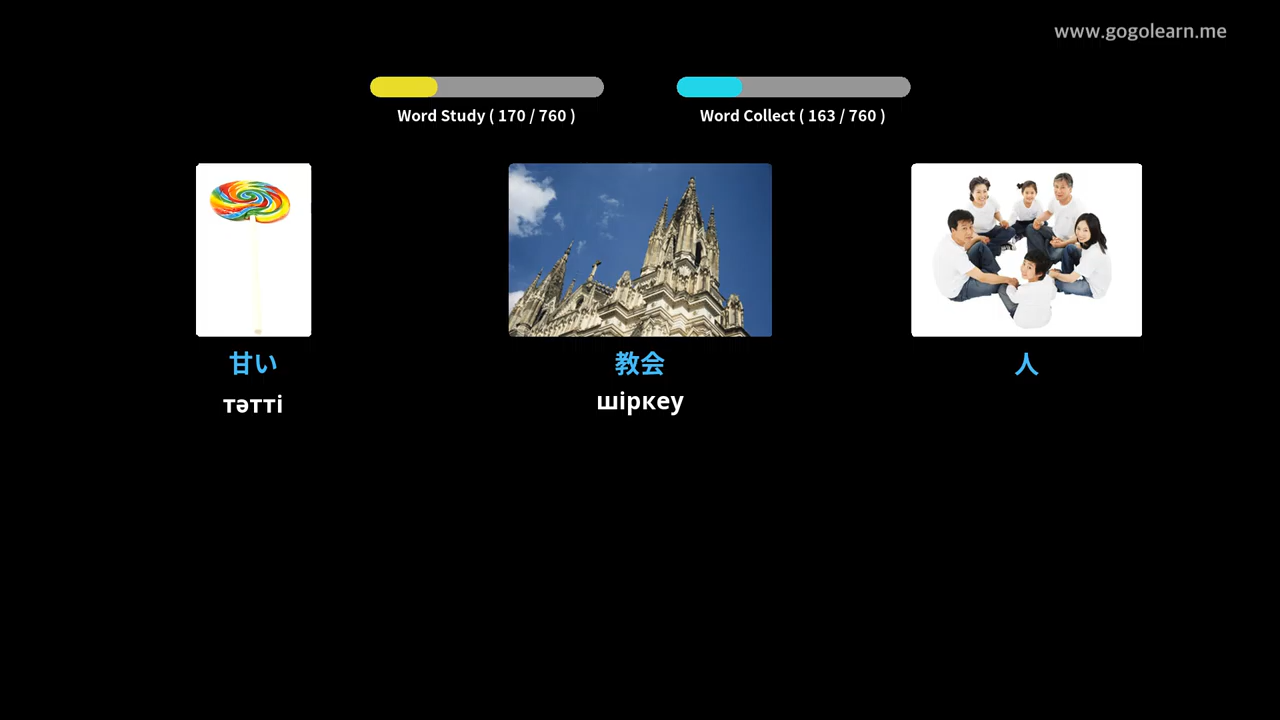 www.gogolearn.me
Word Study ( 170 / 760 )
Word Collect ( 163 / 760 )
甘い
教会
人
тәтті
шіркеу